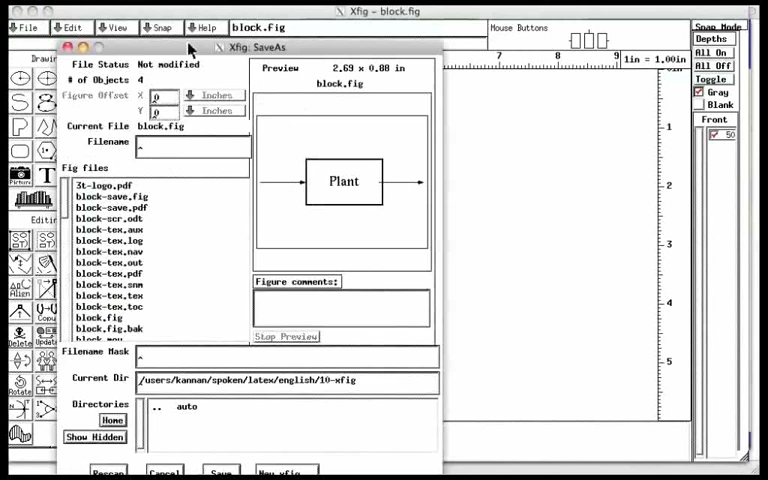 Xfig - block.fig
File Edit View Snap Help block.fig
Mouse Buttons
Snap Mode
Xfig: SaveAs
Depths
All On
All Off
Toggle
Gray
Blank
Front
50
7 8 9 1in = 1.00in
1
2
3
4
5
Drawin
Picture
T
Editi
Align
Copy
Delete Update
Rotate
File Status Not modified
# of Objects 4
Figure Offset X 0 Inches
Y 0 Inches
Current File block.fig
Filename
Fig files
3t-logo.pdf
block-save.fig
block-save.pdf
block-scr.odt
block-tex.aux
block-tex.log
block-tex.nav
block-tex.out
block-tex.pdf
block-tex.snm
block-tex.tex
block-tex.toc
block.fig
block.fig.bak
Preview 2.69 x 0.88 in
block.fig
Plant
Figure comments:
Stop Preview
Filename Mask
Current Dir /users/kannan/spoken/latex/english/10-xfig
Directories .. auto
Home
Show Hidden
Rescan Cancel Save New xfig...